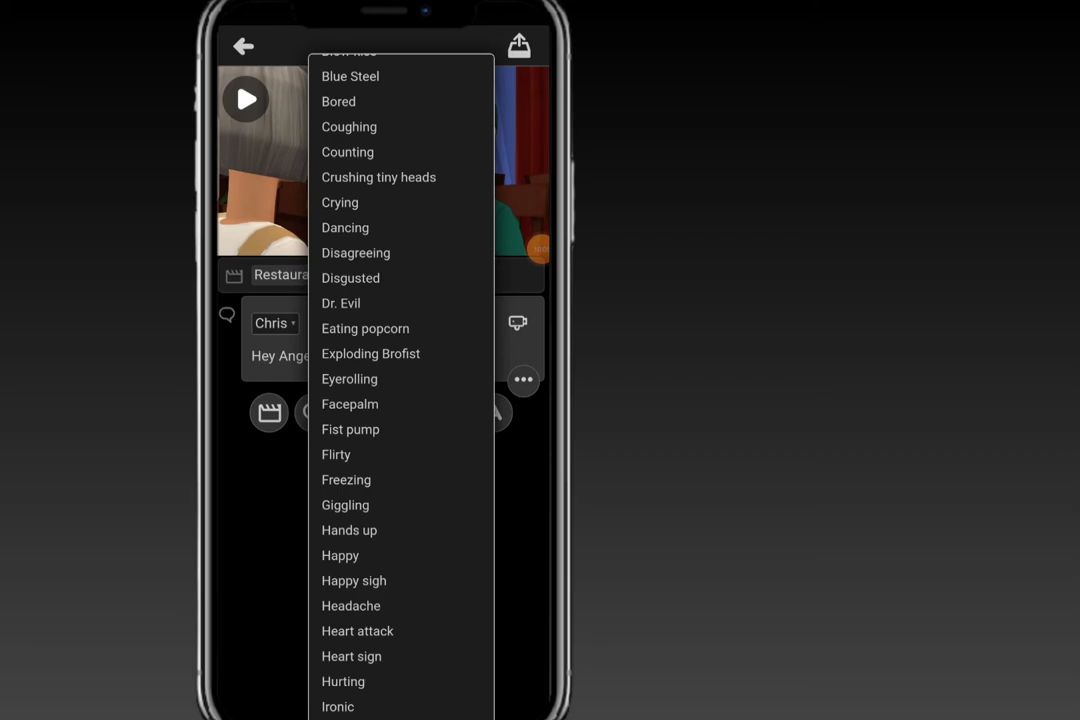 Blue Steel
Bored
Coughing
Counting
Crushing tiny heads
Crying
Dancing
Disagreeing
Disgusted
Restaura
Dr. Evil
Chris
Eating popcorn
Hey Ange
Exploding Brofist
Eyerolling
Facepalm
Fist pump
Flirty
Freezing
Giggling
Hands up
Happy
Happy sigh
Headache
Heart attack
Heart sign
Hurting
Ironic